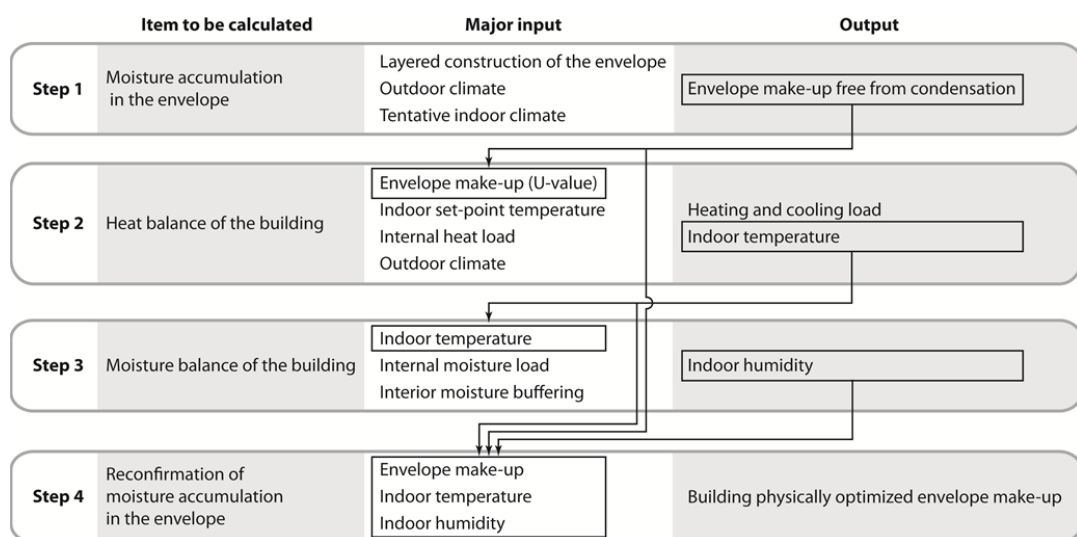 Item to be calculated
Major input
Output
Step 1
Moisture accumulation
in the envelope
Layered construction of the envelope
Outdoor climate
Tentative indoor climate
Envelope make-up free from condensation
Step 2
Heat balance of the building
Envelope make-up (U-value)
Indoor set-point temperature
Internal heat load
Outdoor climate
Heating and cooling load
Indoor temperature
Step 3
Moisture balance of the building
Indoor temperature
Internal moisture load
Interior moisture buffering
Indoor humidity
Step 4
Reconfirmation of
moisture accumulation
in the envelope
Envelope make-up
Indoor temperature
Indoor humidity
Building physically optimized envelope make-up